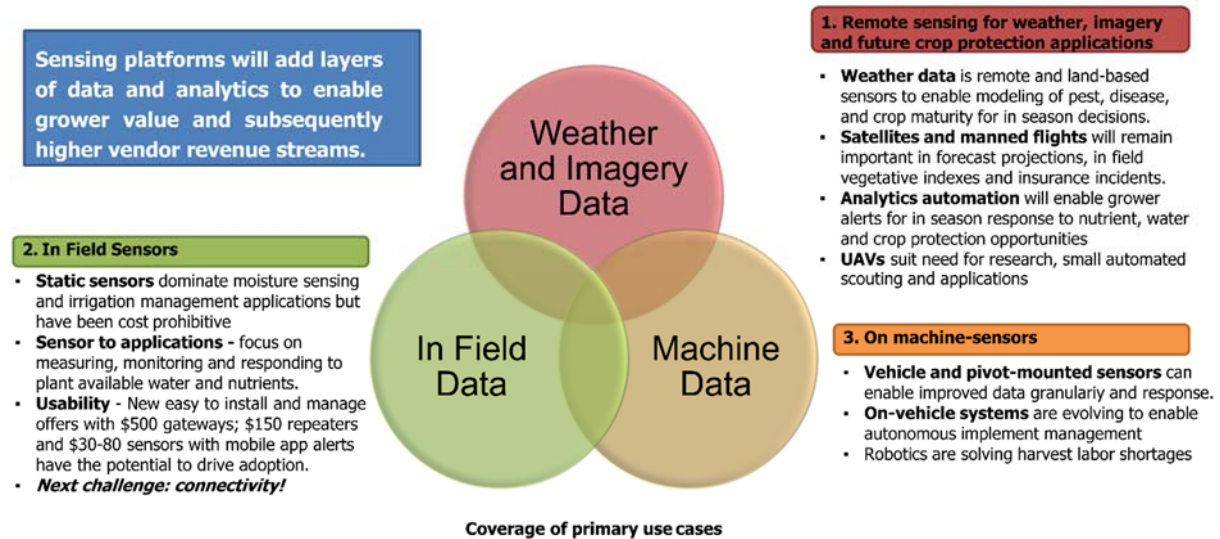 Sensing platforms will add layers
of data and analytics to enable
grower value and subsequently
higher vendor revenue streams.
1. Remote sensing for weather, imagery
and future crop protection applications
▪ Weather data is remote and land-based
sensors to enable modeling of pest, disease,
and crop maturity for in season decisions.
▪ Satellites and manned flights will remain
important in forecast projections, in field
vegetative indexes and insurance incidents.
▪ Analytics automation will enable grower
alerts for in season response to nutrient, water
and crop protection opportunities
▪ UAVs suit need for research, small automated
scouting and applications
Weather
and Imagery
Data
In Field
Data
Machine
Data
2. In Field Sensors
▪ Static sensors dominate moisture sensing
and irrigation management applications but
have been cost prohibitive
▪ Sensor to applications - focus on
measuring, monitoring and responding to
plant available water and nutrients.
▪ Usability - New easy to install and manage
offers with $500 gateways; $150 repeaters
and $30-80 sensors with mobile app alerts
have the potential to drive adoption.
▪ Next challenge: connectivity!
3. On machine-sensors
▪ Vehicle and pivot-mounted sensors can
enable improved data granularly and response.
▪ On-vehicle systems are evolving to enable
autonomous implement management
▪ Robotics are solving harvest labor shortages
Coverage of primary use cases